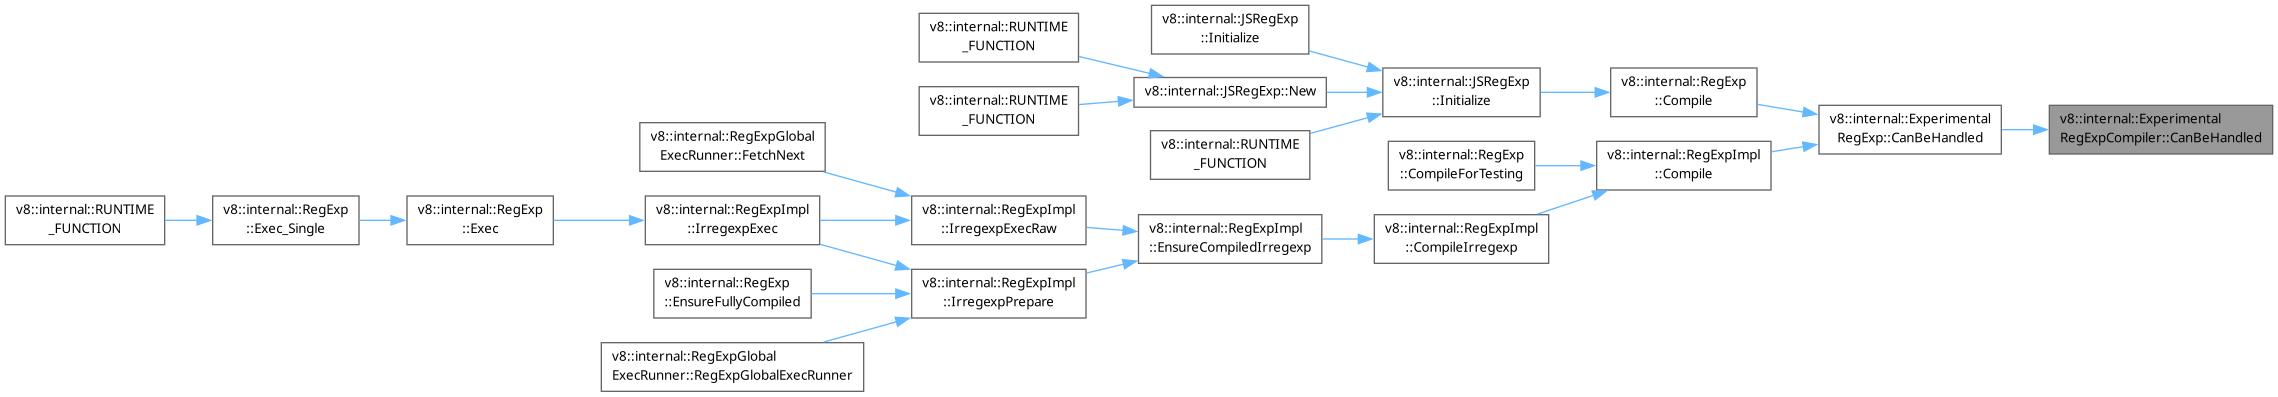 v8::internal::RUNTIME
_FUNCTION
v8::internal::RegExp
::Exec_Single
v8::internal::RegExp
::Exec
v8::internal::RegExpGlobal
ExecRunner::FetchNext
v8::internal::RegExpImpl
::IrregexpExec
v8::internal::RegExp
::EnsureFullyCompiled
v8::internal::RegExpGlobal
ExecRunner::RegExpGlobalExecRunner
v8::internal::RUNTIME
_FUNCTION
v8::internal::RUNTIME
_FUNCTION
v8::internal::RegExpImpl
::IrregexpExecRaw
v8::internal::RegExpImpl
::IrregexpPrepare
v8::internal::JSRegExp
::Initialize
v8::internal::JSRegExp::New
v8::internal::RUNTIME
_FUNCTION
v8::internal::RegExpImpl
::EnsureCompiledIrregexp
v8::internal::JSRegExp
::Initialize
v8::internal::RegExp
::CompileForTesting
v8::internal::RegExpImpl
::CompileIrregexp
v8::internal::RegExp
::Compile
v8::internal::RegExpImpl
::Compile
v8::internal::Experimental
RegExp::CanBeHandled
v8::internal::Experimental
RegExpCompiler::CanBeHandled